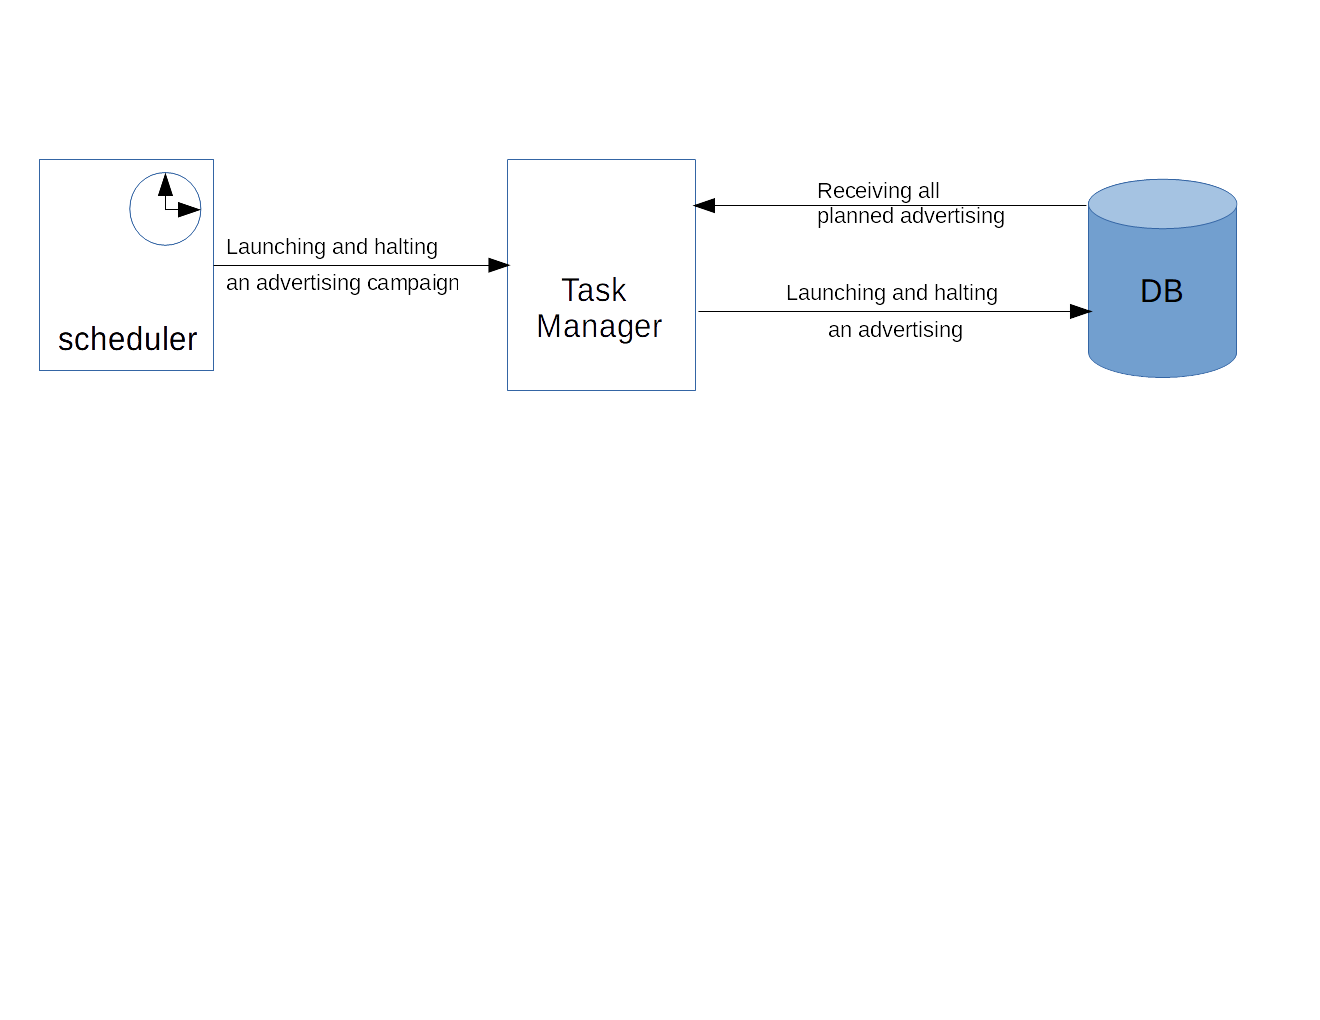 scheduler
Launching and halting
an advertising campaign
Task
Manager
Receiving all
planned advertising
Launching and halting
an advertising
DB